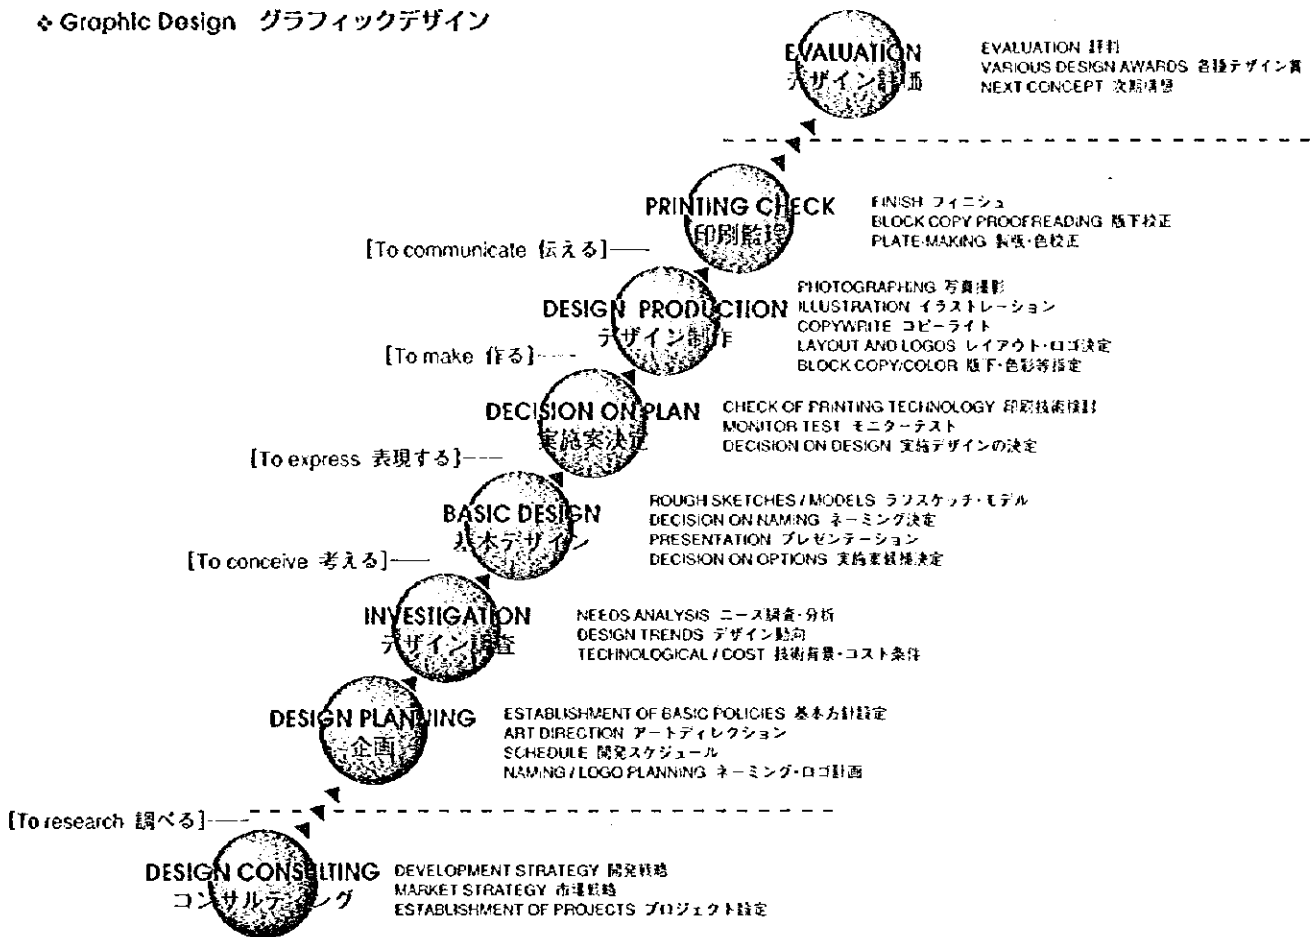 ❖ Graphic Design グラフィックデザイン
EVALUATION
デザイン評価
EVALUATION 評判
VARIOUS DESIGN AWARDS 各種デザイン賞
NEXT CONCEPT 次期構想
PRINTING CHECK
印刷監理
FINISH フィニシュ
BLOCK COPY PROOFREADING 版下校正
PLATE-MAKING 製版・色校正
[To communicate 伝える]
DESIGN PRODUCTION
デザイン制作
PHOTOGRAPHING 写真撮影
ILLUSTRATION イラストレーション
COPYWRITE コピーライト
LAYOUT AND LOGOS レイアウト・ロゴ決定
BLOCK COPY/COLOR 版下・色彩等指定
[To make 作る]
DECISION ON PLAN
実施案決定
CHECK OF PRINTING TECHNOLOGY 印刷技術検討
MONITOR TEST モニターテスト
DECISION ON DESIGN 実施デザインの決定
[To express 表現する]
BASIC DESIGN
基本デザイン
ROUGH SKETCHES / MODELS ラフスケッチ・モデル
DECISION ON NAMING ネーミング決定
PRESENTATION プレゼンテーション
DECISION ON OPTIONS 実施案候補決定
[To conceive 考える]
INVESTIGATION
デザイン調査
NEEDS ANALYSIS ニーズ調査・分析
DESIGN TRENDS デザイン動向
TECHNOLOGICAL / COST 技術背景・コスト条件
DESIGN PLANNING
企画
ESTABLISHMENT OF BASIC POLICIES 基本方針設定
ART DIRECTION アートディレクション
SCHEDULE 開発スケジュール
NAMING / LOGO PLANNING ネーミング・ロゴ計画
[To research 調べる]
DESIGN CONSULTING
コンサルティング
DEVELOPMENT STRATEGY 開発戦略
MARKET STRATEGY 市場戦略
ESTABLISHMENT OF PROJECTS プロジェクト設定